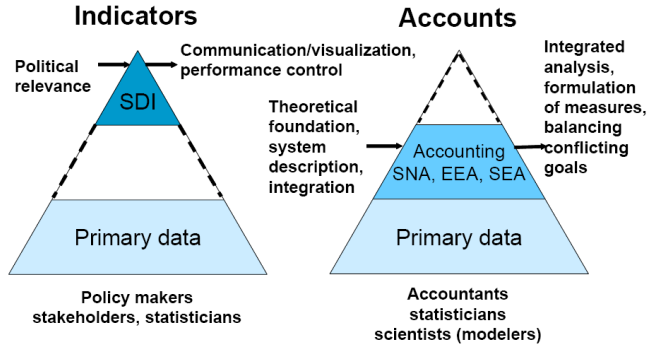 Indicators
Political
relevance
Communication/visualization,
performance control
SDI
Primary data
Policy makers
stakeholders, statisticians
Accounts
Theoretical
foundation,
system
description,
integration
Integrated
analysis,
formulation
of measures,
balancing
conflicting
goals
Accounting
SNA, EEA, SEA
Primary data
Accountants
statisticians
scientists (modelers)